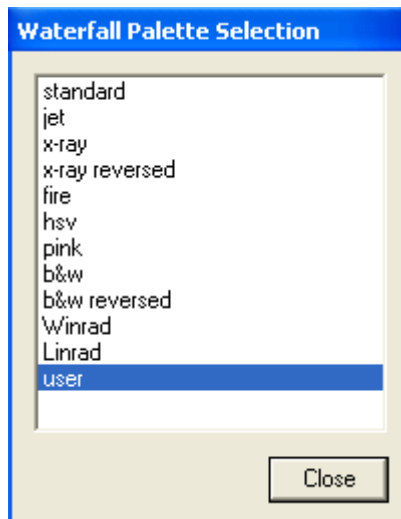 Waterfall Palette Selection
standard
jet
x-ray
x-ray reversed
fire
hsv
pink
b&w
b&w reversed
Winrad
Linrad
user
Close